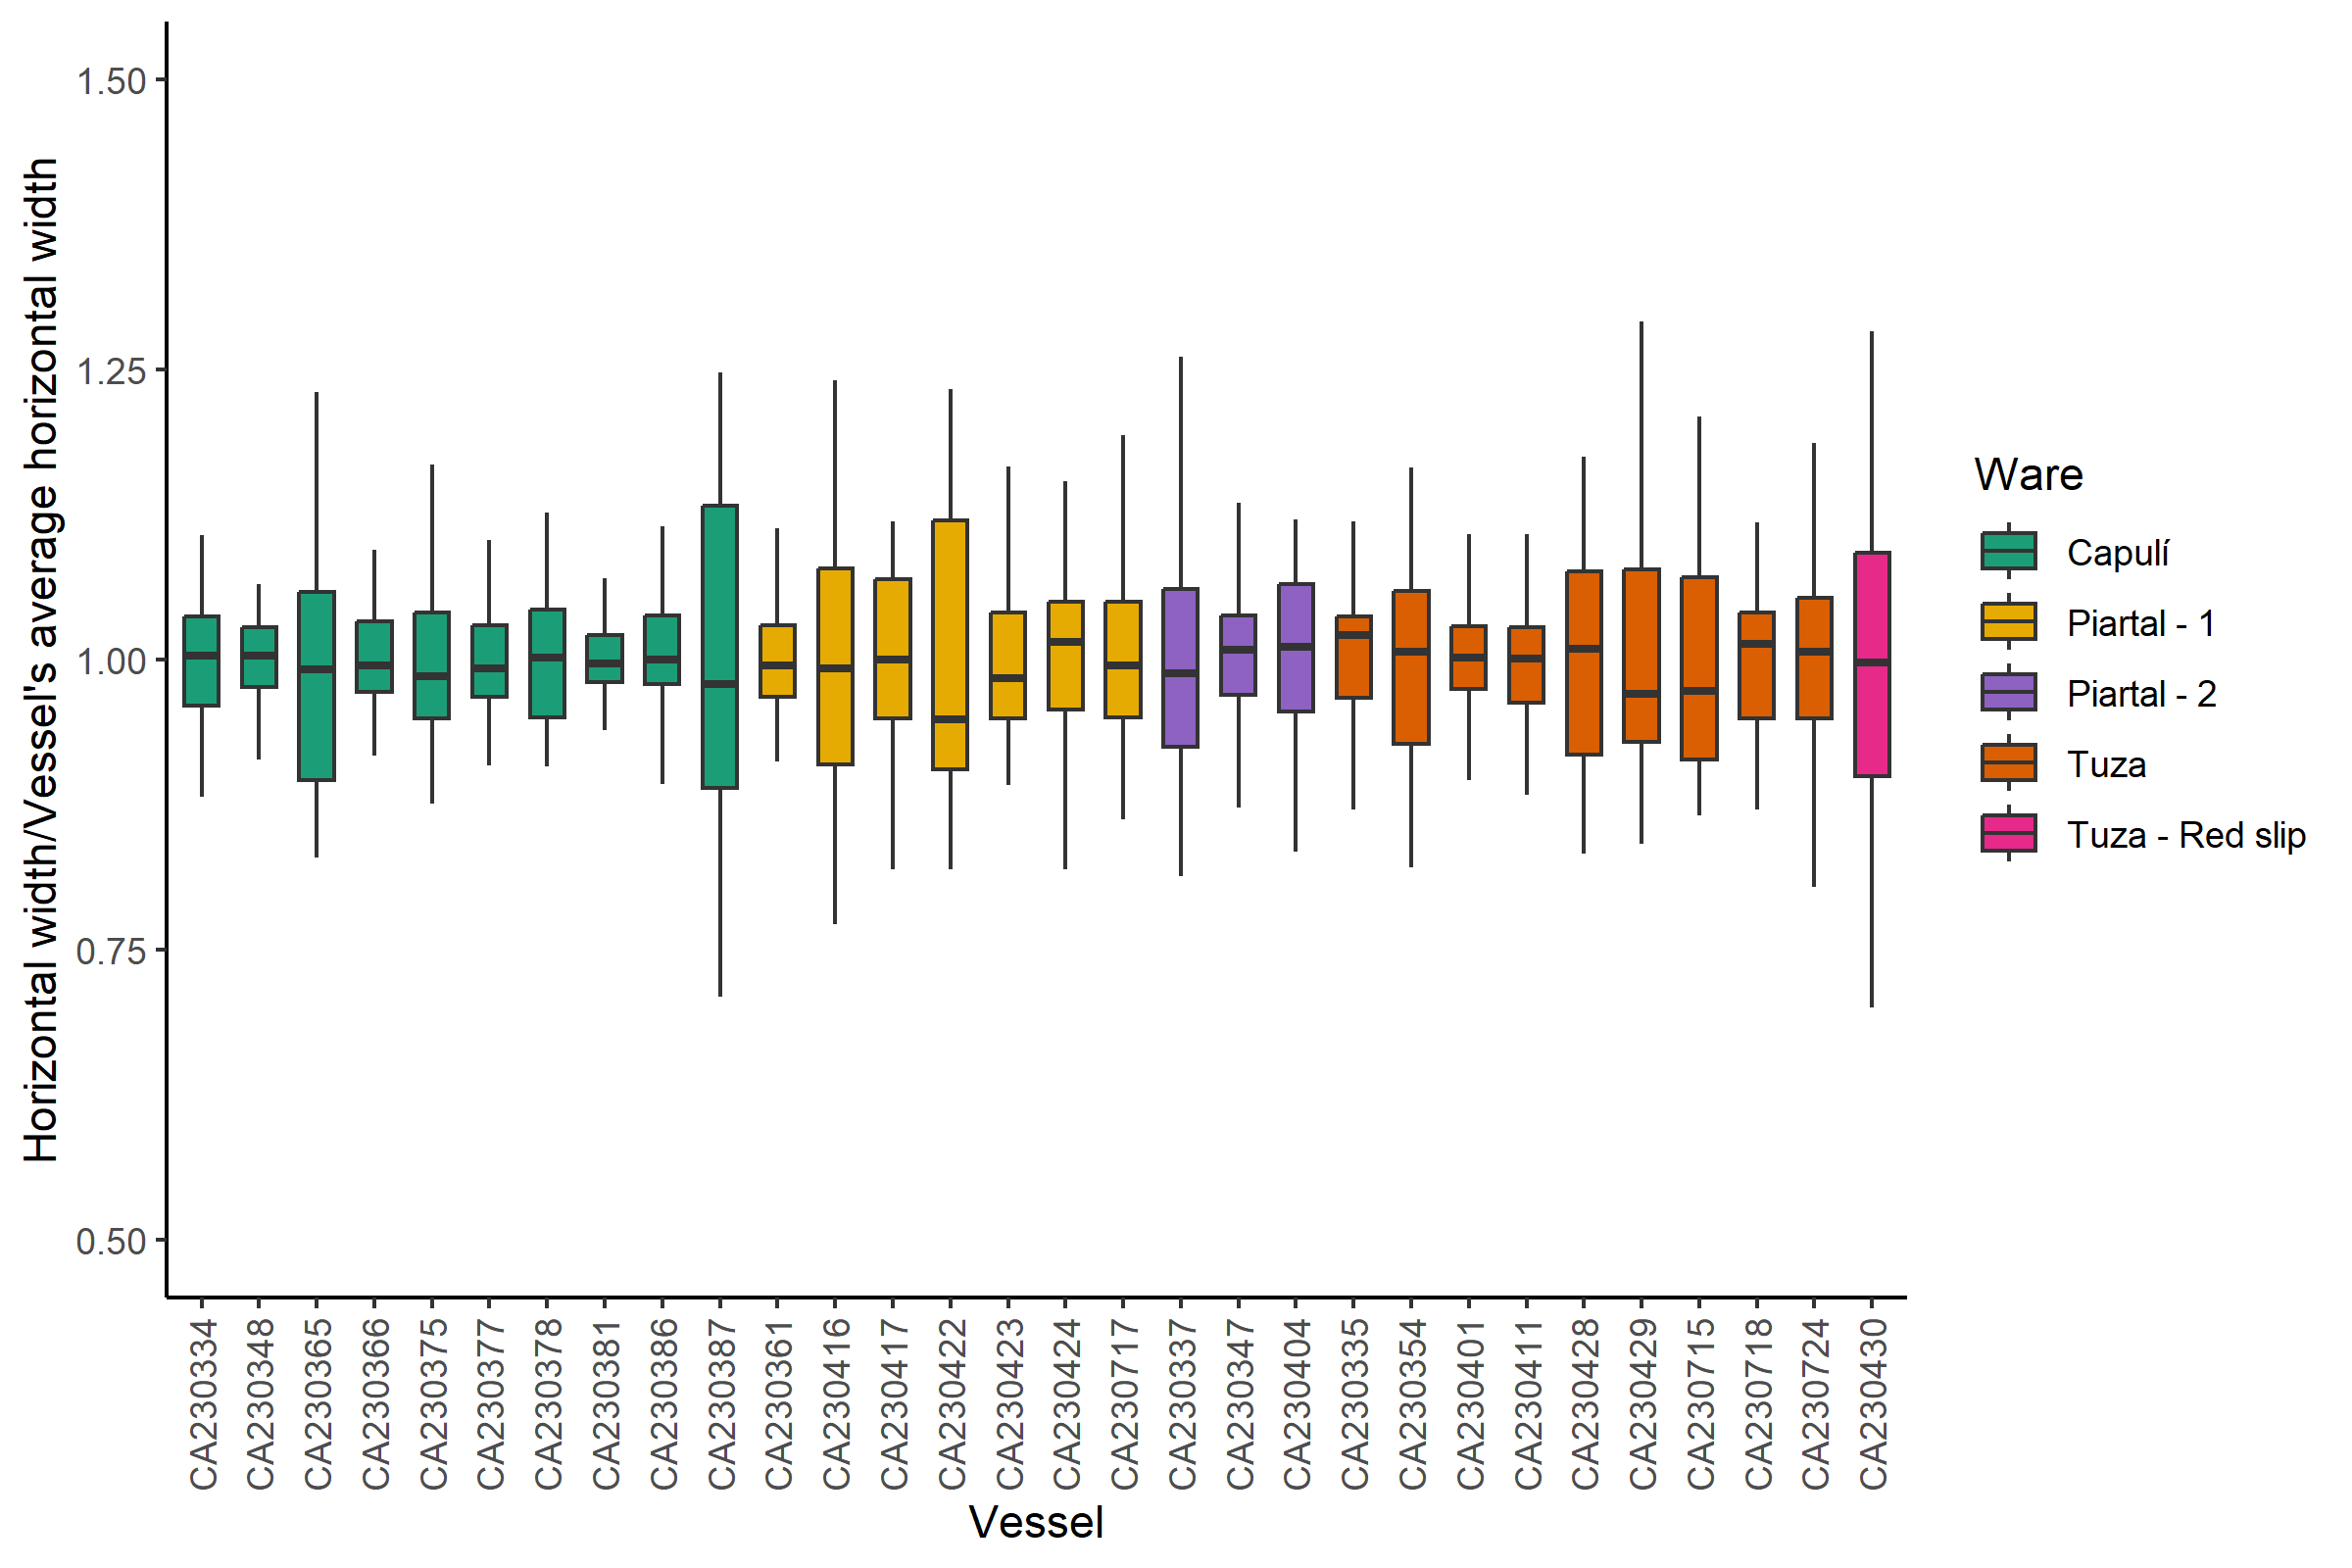 Horizontal width/Vessel's average horizontal width
1.50
1.25
1.00
0.75
0.50
CA230334
CA230348
CA230365
CA230366
CA230375
CA230377
CA230378
CA230381
CA230386
CA230387
CA230361
CA230416
CA230417
CA230422
CA230423
CA230424
CA230717
CA230337
CA230347
CA230404
CA230335
CA230354
CA230401
CA230411
CA230428
CA230429
CA230715
CA230718
CA230724
CA230430
Vessel
Ware
Capulí
Piartal - 1
Piartal - 2
Tuza
Tuza - Red slip